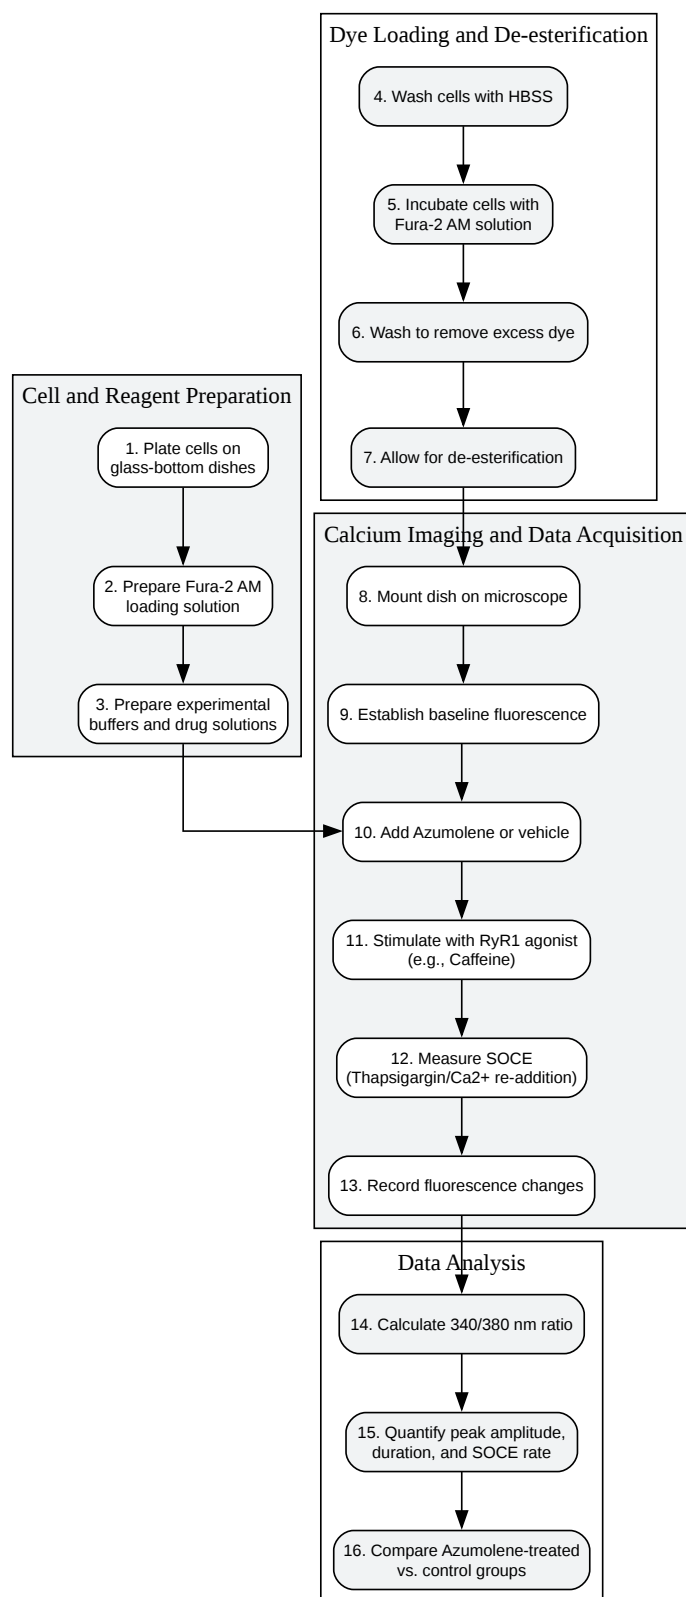 Dye Loading and De-esterification
4. Wash cells with HBSS
5. Incubate cells with
Fura-2 AM solution
6. Wash to remove excess dye
7. Allow for de-esterification
Cell and Reagent Preparation
1. Plate cells on
glass-bottom dishes
2. Prepare Fura-2 AM
loading solution
3. Prepare experimental
buffers and drug solutions
Calcium Imaging and Data Acquisition
8. Mount dish on microscope
9. Establish baseline fluorescence
10. Add Azumolene or vehicle
11. Stimulate with RyR1 agonist
(e.g., Caffeine)
12. Measure SOCE
(Thapsigargin/Ca2+ re-addition)
13. Record fluorescence changes
Data Analysis
14. Calculate 340/380 nm ratio
15. Quantify peak amplitude,
duration, and SOCE rate
16. Compare Azumolene-treated
vs. control groups